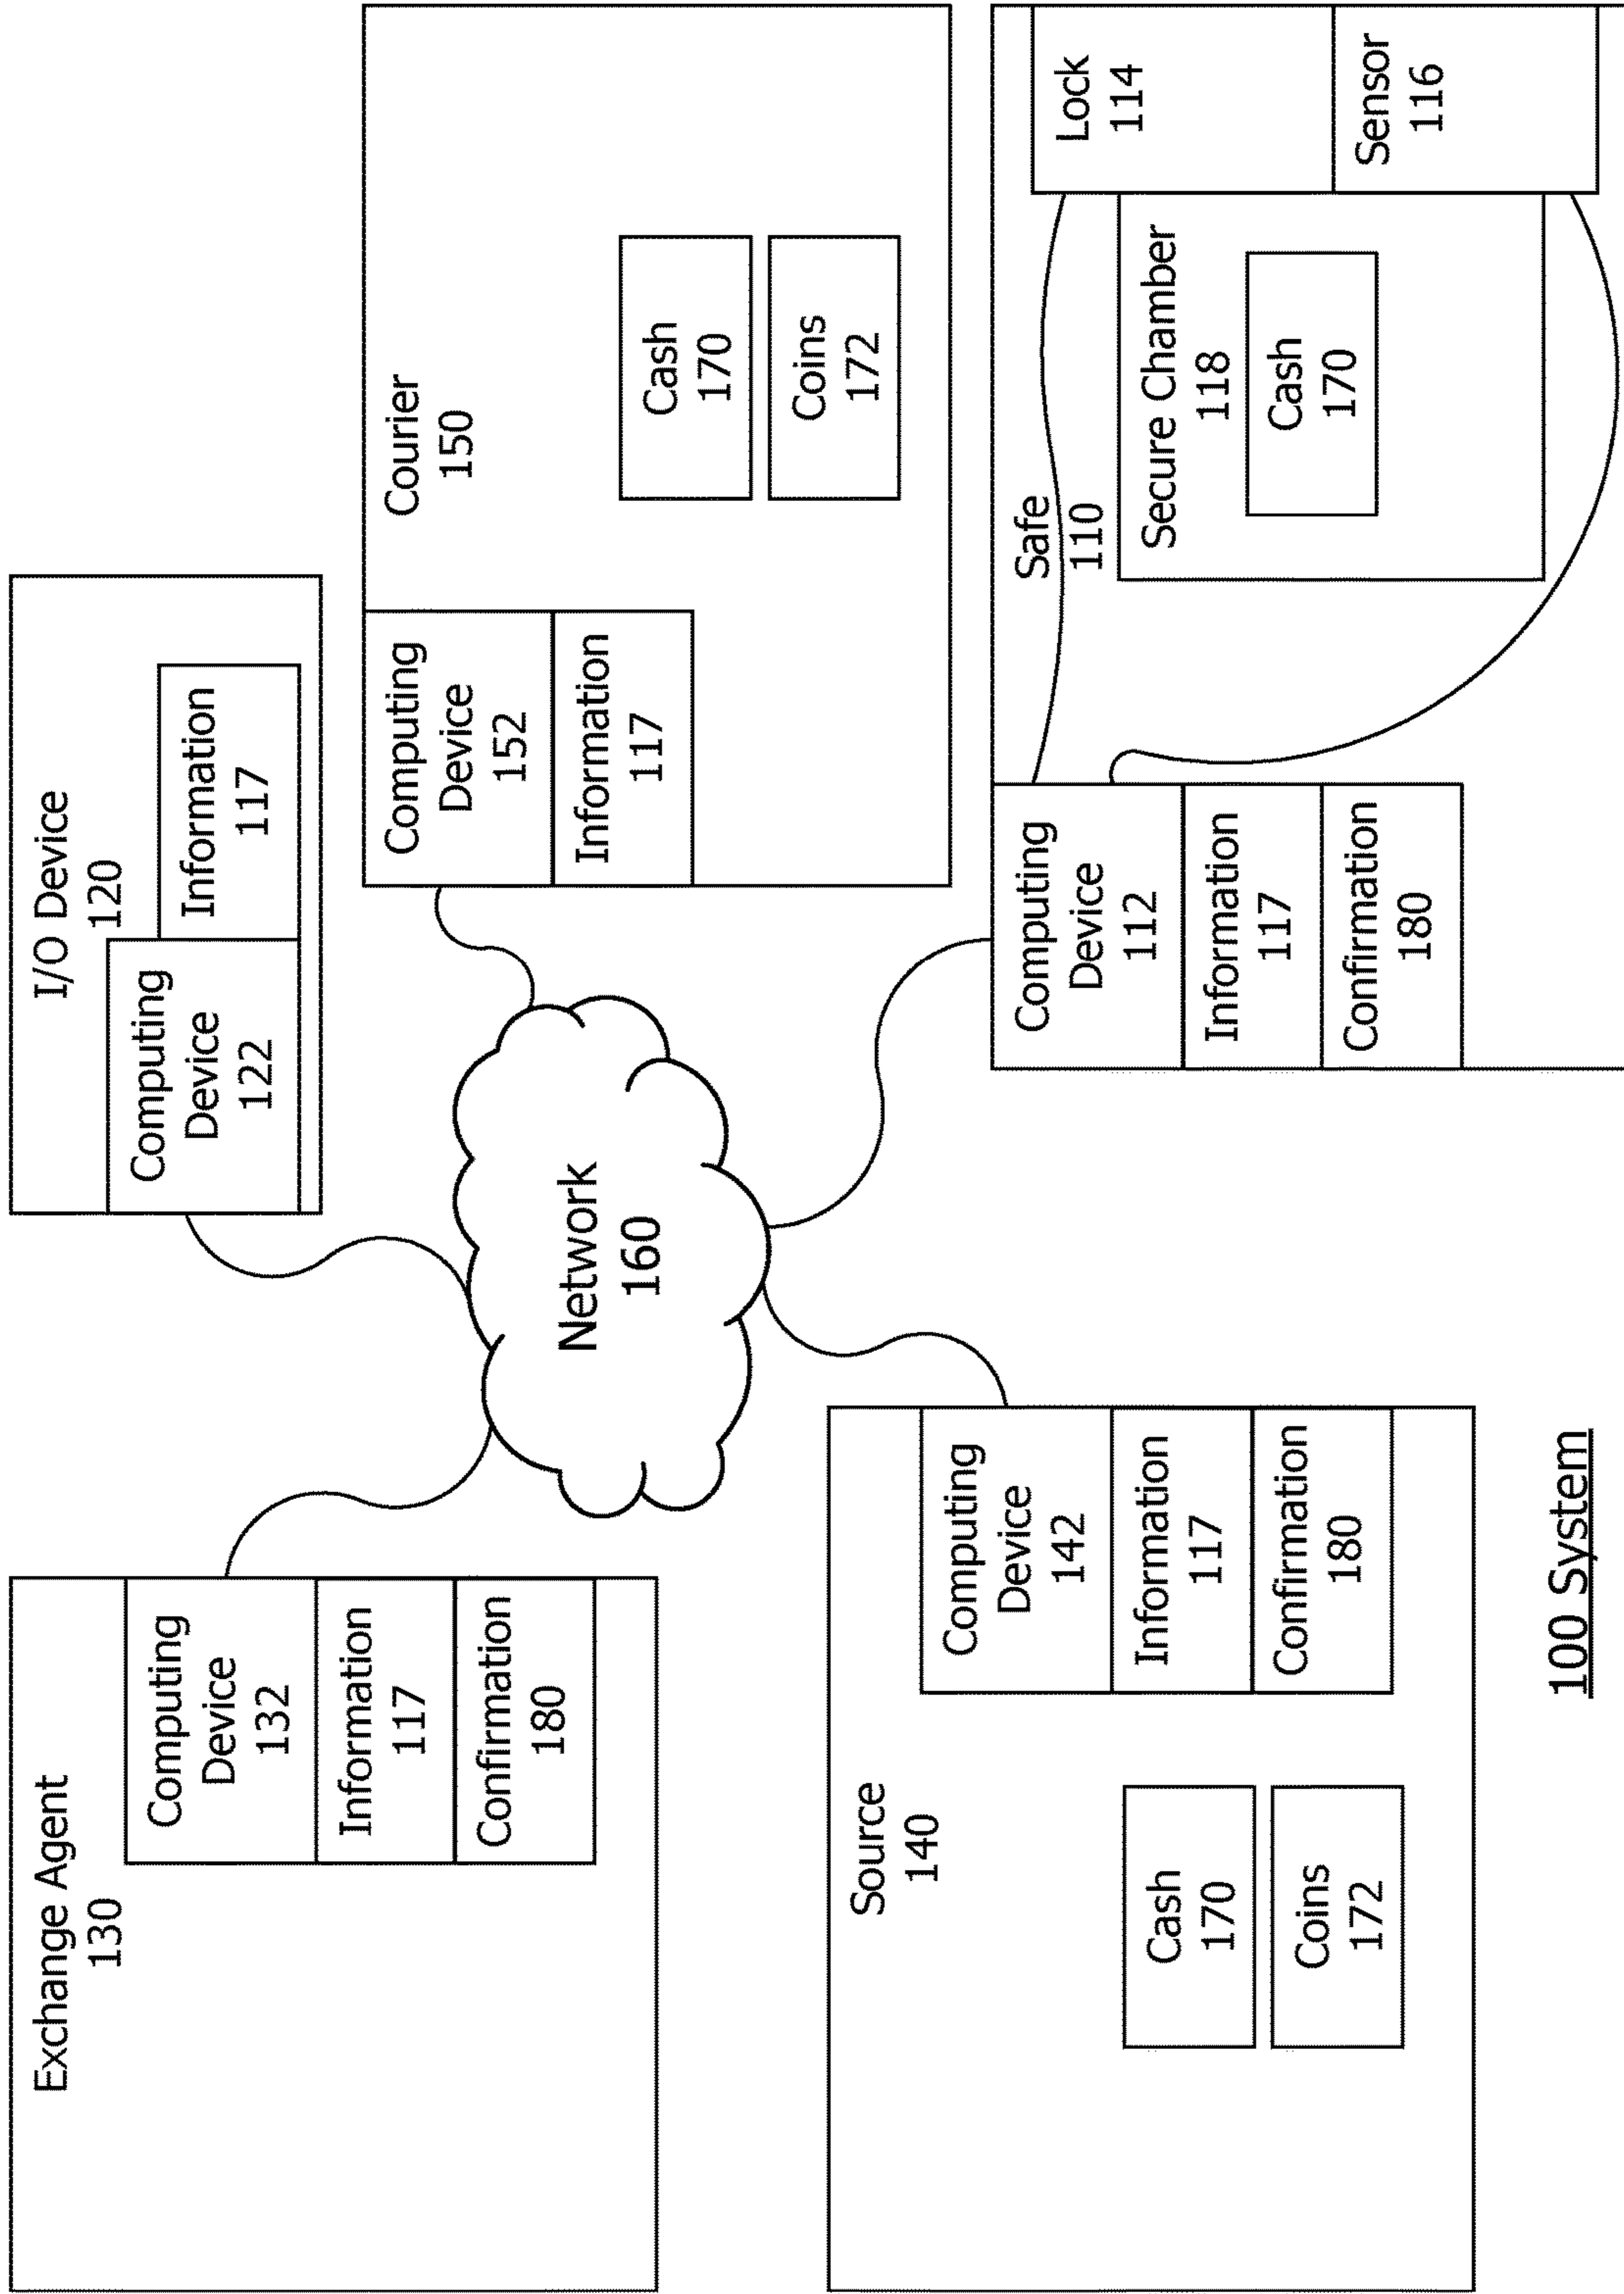 Exchange Agent
130
Computing
Device
132
Information
117
Confirmation
180
I/O Device
120
Computing
Device
122
Information
117
Network
160
Courier
150
Computing
Device
152
Information
117
Cash
170
Coins
172
Source
140
Computing
Device
142
Information
117
Confirmation
180
Cash
170
Coins
172
Safe
110
Computing
Device
112
Information
117
Confirmation
180
Secure Chamber
118
Cash
170
Lock
114
Sensor
116
100 System